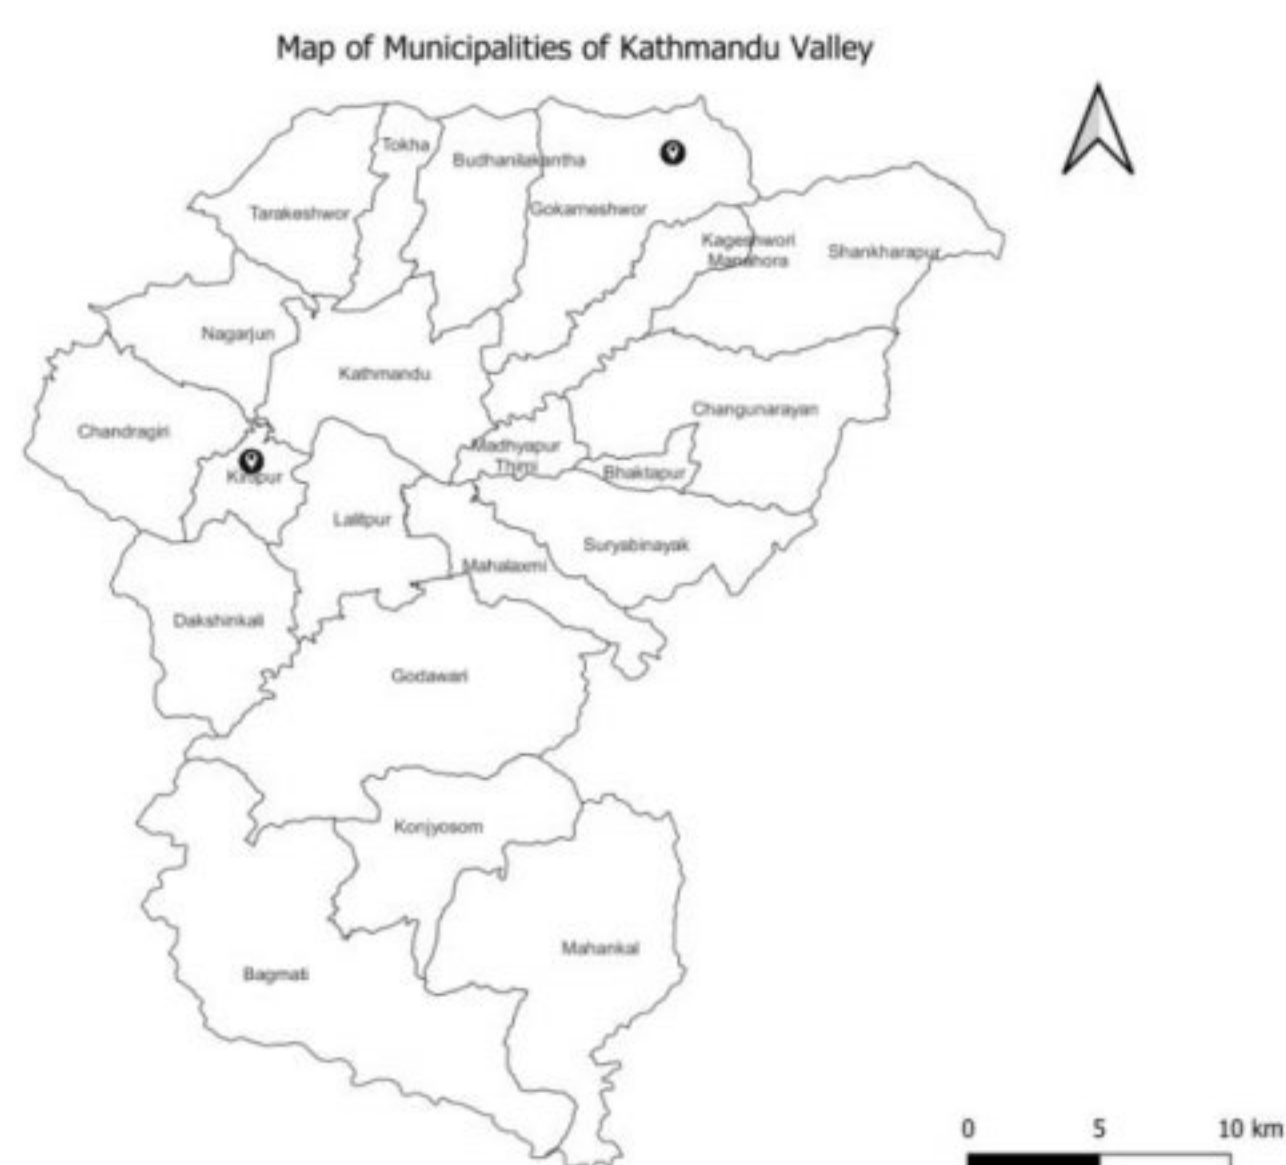 Map of Municipalities of Kathmandu Valley
Tokha
Budhanilakantha
Tarakeshwor
Gokarneshwor
Kageshwori
Manahora
Shankharapur
Nagarjun
Kathmandu
Changunarayan
Chandragiri
Madhyapur
Thimi
Bhaktapur
Kirtipur
Lalitpur
Suryabinayak
Mahalaxmi
Dakshinkali
Godawari
Konjyosom
Mahankal
Bagmati
0 5 10 km